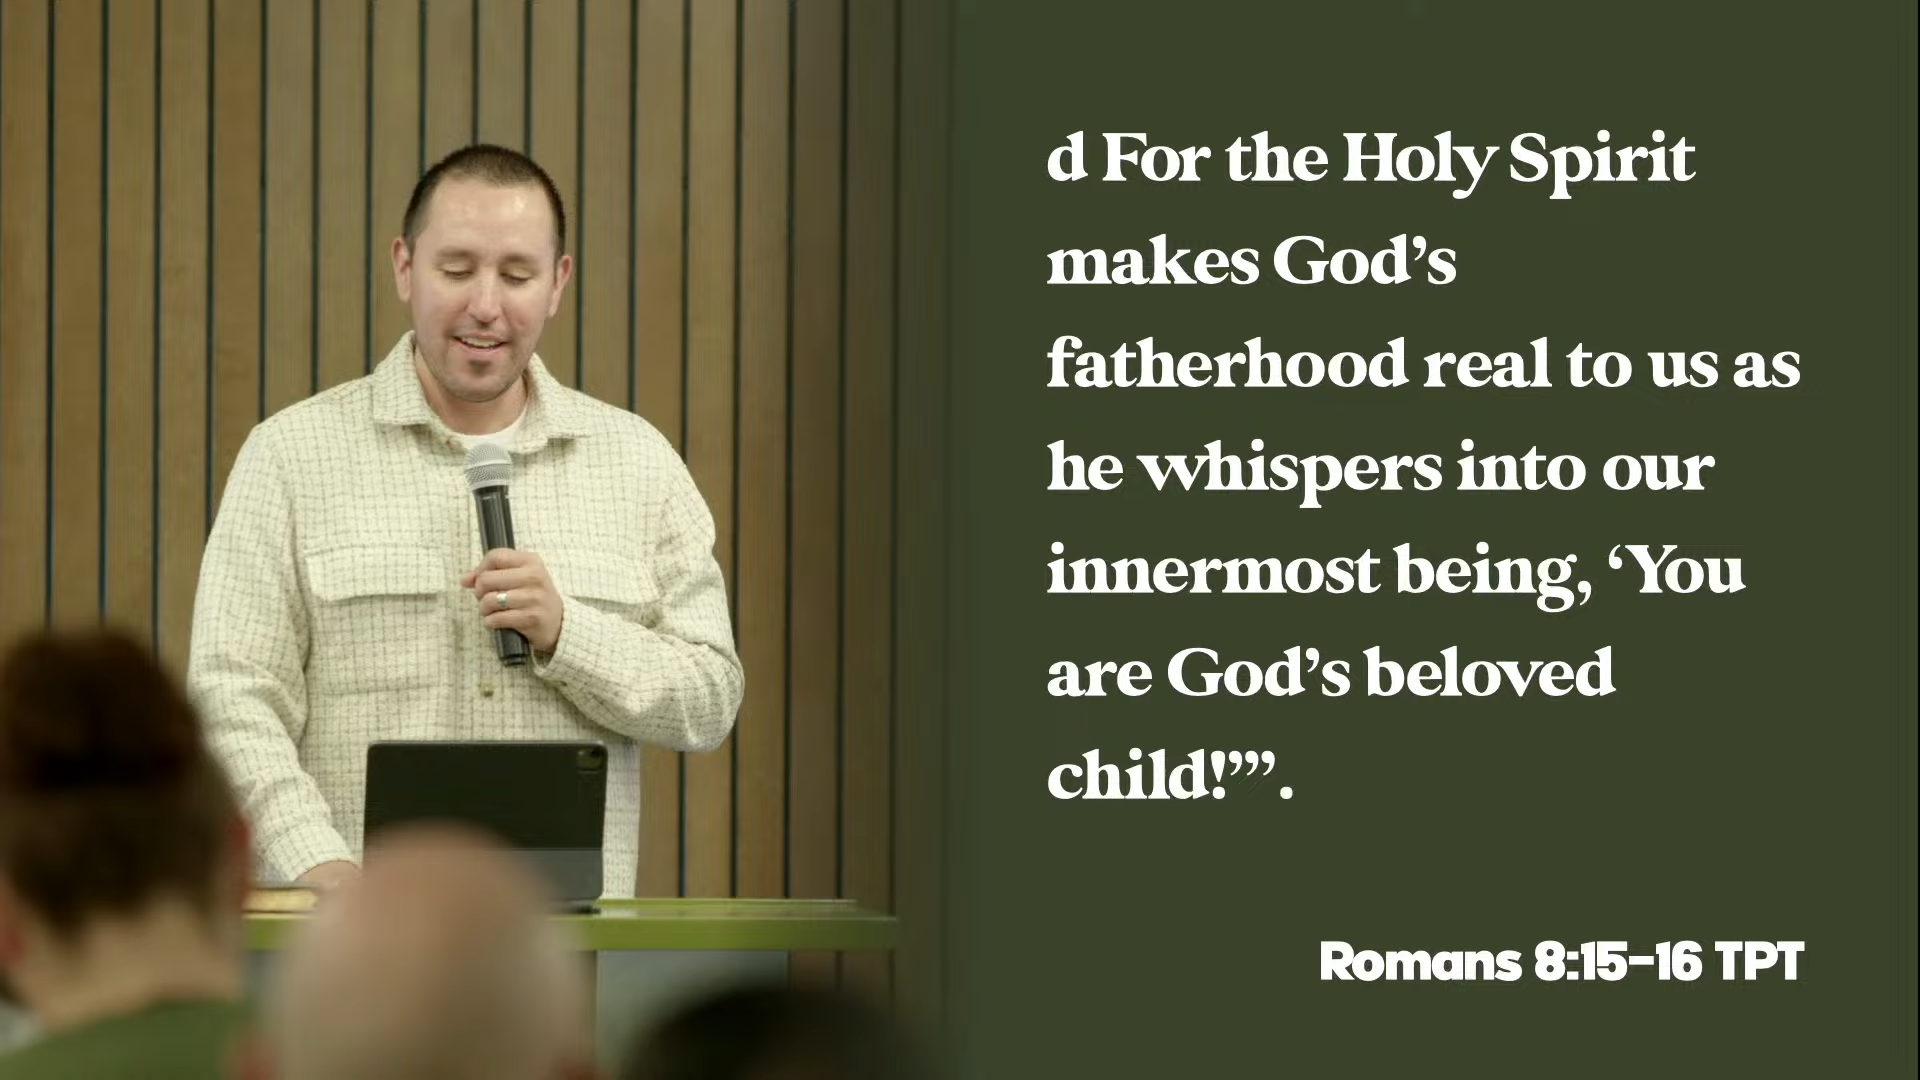 d For the Holy Spirit
makes God’s
fatherhood real to us as
he whispers into our
innermost being, ‘You
are God’s beloved
child!’”’.
Romans 8:15–16 TPT